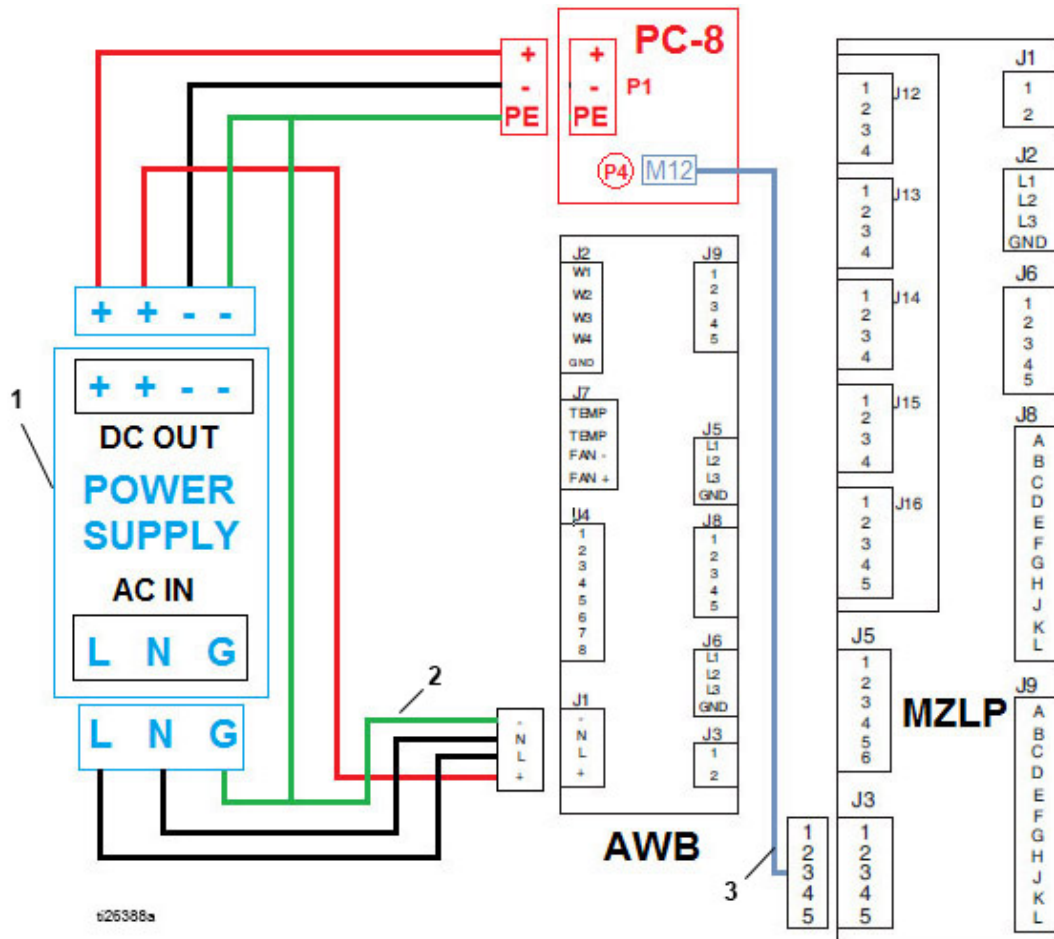 + + - -
+ + - -
DC OUT
POWER
SUPPLY
AC IN
L N G
L N G
1
2
3
ti26388a
+
-
PE
PC-8
+
-
PE
P1
P4
M12
J2
W1
W2
W3
W4
GND
J7
TEMP
TEMP
FAN -
FAN +
J4
1
2
3
4
5
6
7
8
-
N
L
+
J1
-
N
L
+
J9
1
2
3
4
5
J5
L1
L2
L3
GND
J8
1
2
3
4
5
J6
L1
L2
L3
GND
J3
1
2
AWB
J12
1
2
3
4
J13
1
2
3
4
J14
1
2
3
4
J15
1
2
3
4
J16
1
2
3
4
5
J5
1
2
3
4
5
6
MZLP
1
2
3
4
5
J3
1
2
3
4
5
J1
1
2
J2
L1
L2
L3
GND
J6
1
2
3
4
5
J8
A
B
C
D
E
F
G
H
J
K
L
J9
A
B
C
D
E
F
G
H
J
K
L